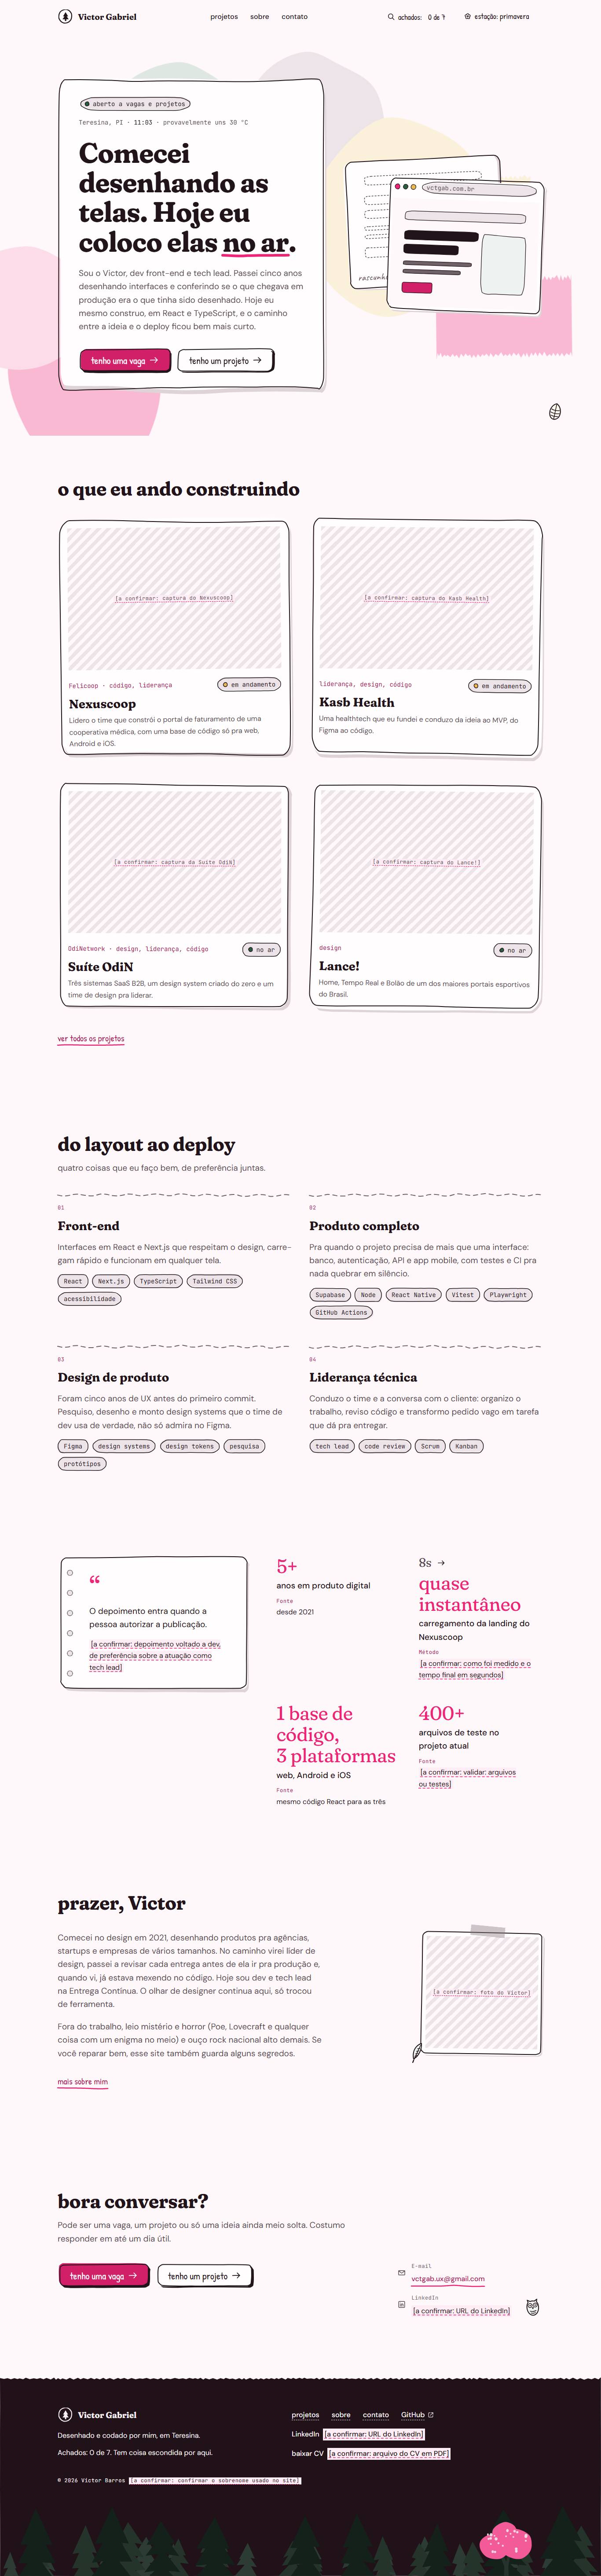 Victor Gabriel
projetos sobre contato
achados: 0 de 7
estação: primavera
aberto a vagas e projetos
Teresina, PI · 11:03 · provavelmente uns 30 °C
Comecei
desenhando as
telas. Hoje eu
coloco elas no ar.
Sou o Victor, dev front-end e tech lead. Passei cinco anos
desenhando interfaces e conferindo se o que chegava em
produção era o que tinha sido desenhado. Hoje eu
mesmo construo, em React e TypeScript, e o caminho
entre a ideia e o deploy ficou bem mais curto.
tenho uma vaga →
tenho um projeto →
vctgab.com.br
o que eu ando construindo
[a confirmar: captura do Nexuscoop]
Felicoop · código, liderança
em andamento
Nexuscoop
Lidero o time que constrói o portal de faturamento de uma
cooperativa médica, com uma base de código só pra web,
Android e iOS.
[a confirmar: captura do Kasb Health]
liderança, design, código
em andamento
Kasb Health
Uma healthtech que eu fundei e conduzo da ideia ao MVP, do
Figma ao código.
[a confirmar: captura da Suíte OdiN]
OdiNetwork · design, liderança, código
no ar
Suíte OdiN
Três sistemas SaaS B2B, um design system criado do zero e um
time de design pra liderar.
[a confirmar: captura do Lance!]
design
no ar
Lance!
Home, Tempo Real e Bolão de um dos maiores portais esportivos
do Brasil.
ver todos os projetos
do layout ao deploy
quatro coisas que eu faço bem, de preferência juntas.
01
Front-end
Interfaces em React e Next.js que respeitam o design, carre-
gam rápido e funcionam em qualquer tela.
React Next.js TypeScript Tailwind CSS
acessibilidade
02
Produto completo
Pra quando o projeto precisa de mais que uma interface:
banco, autenticação, API e app mobile, com testes e CI pra
nada quebrar em silêncio.
Supabase Node React Native Vitest Playwright
GitHub Actions
03
Design de produto
Foram cinco anos de UX antes do primeiro commit.
Pesquiso, desenho e monto design systems que o time de
dev usa de verdade, não só admira no Figma.
Figma design systems design tokens pesquisa
protótipos
04
Liderança técnica
Conduzo o time e a conversa com o cliente: organizo o
trabalho, reviso código e transformo pedido vago em tarefa
que dá pra entregar.
tech lead code review Scrum Kanban
“
O depoimento entra quando a
pessoa autorizar a publicação.
[a confirmar: depoimento voltado a dev,
de preferência sobre a atuação como
tech lead]
5+
anos em produto digital
Fonte
desde 2021
8s →
quase
instantâneo
carregamento da landing do
Nexuscoop
Método
[a confirmar: como foi medido e o
tempo final em segundos]
1 base de
código,
3 plataformas
web, Android e iOS
Fonte
mesmo código React para as três
400+
arquivos de teste no
projeto atual
Fonte
[a confirmar: validar: arquivos
ou testes]
prazer, Victor
Comecei no design em 2021, desenhando produtos pra agências,
startups e empresas de vários tamanhos. No caminho virei líder de
design, passei a revisar cada entrega antes de ela ir pra produção e,
quando vi, já estava mexendo no código. Hoje sou dev e tech lead
na Entrega Contínua. O olhar de designer continua aqui, só trocou
de ferramenta.
Fora do trabalho, leio mistério e horror (Poe, Lovecraft e qualquer
coisa com um enigma no meio) e ouço rock nacional alto demais. Se
você reparar bem, esse site também guarda alguns segredos.
mais sobre mim
[a confirmar: foto do Victor]
bora conversar?
Pode ser uma vaga, um projeto ou só uma ideia ainda meio solta. Costumo
responder em até um dia útil.
tenho uma vaga →
tenho um projeto →
E-mail
vctgab.ux@gmail.com
LinkedIn
[a confirmar: URL do LinkedIn]
Victor Gabriel
Desenhado e codado por mim, em Teresina.
Achados: 0 de 7. Tem coisa escondida por aqui.
projetos sobre contato GitHub
LinkedIn [a confirmar: URL do LinkedIn]
baixar CV [a confirmar: arquivo do CV em PDF]
© 2026 Victor Barros [a confirmar: confirmar o sobrenome usado no site]